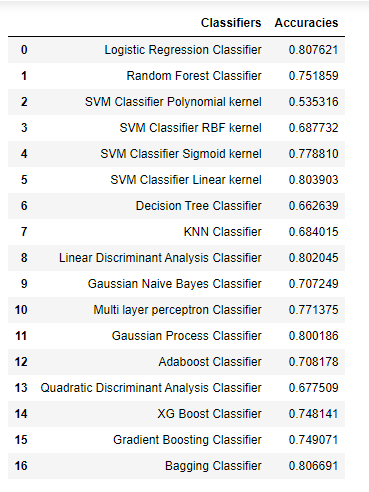 Classifiers Accuracies
0 Logistic Regression Classifier 0.807621
1 Random Forest Classifier 0.751859
2 SVM Classifier Polynomial kernel 0.535316
3 SVM Classifier RBF kernel 0.687732
4 SVM Classifier Sigmoid kernel 0.778810
5 SVM Classifier Linear kernel 0.803903
6 Decision Tree Classifier 0.662639
7 KNN Classifier 0.684015
8 Linear Discriminant Analysis Classifier 0.802045
9 Gaussian Naive Bayes Classifier 0.707249
10 Multi layer perceptron Classifier 0.771375
11 Gaussian Process Classifier 0.800186
12 Adaboost Classifier 0.708178
13 Quadratic Discriminant Analysis Classifier 0.677509
14 XG Boost Classifier 0.748141
15 Gradient Boosting Classifier 0.749071
16 Bagging Classifier 0.806691